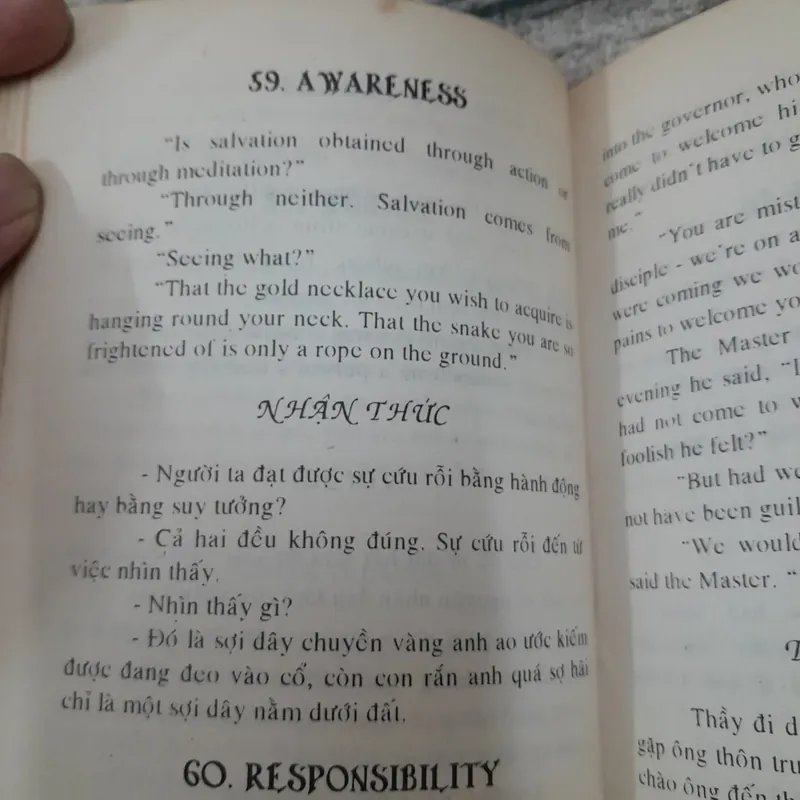 59. AWARENESS
"Is salvation obtained through action or
through meditation?"
"Through neither. Salvation comes from
seeing."
"Seeing what?"
"That the gold necklace you wish to acquire is
hanging round your neck. That the snake you are so
frightened of is only a rope on the ground."
NHẬN THỨC
- Người ta đạt được sự cứu rỗi bằng hành động
hay bằng suy tưởng?
- Cả hai đều không đúng. Sự cứu rỗi đến từ
việc nhìn thấy.
- Nhìn thấy gì?
- Đó là sợi dây chuyền vàng anh ao ước kiếm
được đang đeo vào cổ, còn con rắn anh quá sợ hãi
chỉ là một sợi dây nằm dưới đất.
60. RESPONSIBILITY
into the governor, who
come to welcome hi
really didn't have to g
me."
"You are mist
disciple - we're on a
were coming we wo
pains to welcome yo
The Master
evening he said, "I
had not come to w
foolish he felt?"
"But had we
not have been guil
"We would
said the Master. "
Thầy đi d
gặp ông thôn tru
chào ông đến th